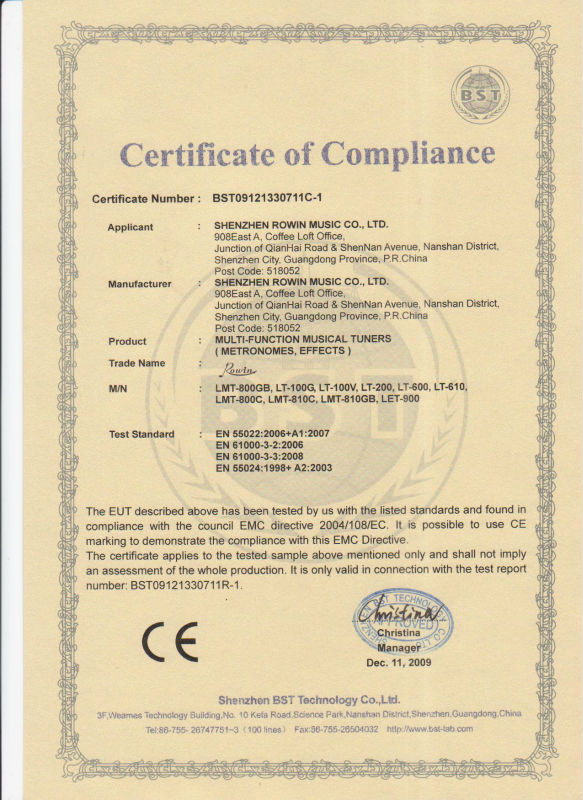 BST
Certificate of Compliance
Certificate Number : BST09121330711C-1
Applicant : SHENZHEN ROWIN MUSIC CO., LTD.
908East A, Coffee Loft Office,
Junction of QianHai Road & ShenNan Avenue, Nanshan District,
Shenzhen City, Guangdong Province, P.R.China
Post Code: 518052
Manufacturer : SHENZHEN ROWIN MUSIC CO., LTD.
908East A, Coffee Loft Office,
Junction of QianHai Road & ShenNan Avenue, Nanshan District,
Shenzhen City, Guangdong Province, P.R.China
Post Code: 518052
Product : MULTI-FUNCTION MUSICAL TUNERS
( METRONOMES, EFFECTS )
Trade Name : Rowin
M/N : LMT-800GB, LT-100G, LT-100V, LT-200, LT-600, LT-610,
LMT-800C, LMT-810C, LMT-810GB, LET-900
BST
Test Standard : EN 55022:2006+A1:2007
EN 61000-3-2:2006
EN 61000-3-3:2008
EN 55024:1998+ A2:2003
The EUT described above has been tested by us with the listed standards and found in
compliance with the council EMC directive 2004/108/EC. It is possible to use CE
marking to demonstrate the compliance with this EMC Directive.
The certificate applies to the tested sample above mentioned only and shall not imply
an assessment of the whole production. It is only valid in connection with the test report
number: BST09121330711R-1.
CE
SHENZHEN BST TECHNOLOGY CO.,LTD
Christina
APPROVED
Christina
Manager
Dec. 11, 2009
Shenzhen BST Technology Co.,Ltd.
3F,Weames Technology Building,No. 10 Kefa Road,Science Park,Nanshan District,Shenzhen,Guangdong,China
Tel:86-755- 26747751~3 (100 lines) Fax:86-755-26504032 http://www.bst-lab.com